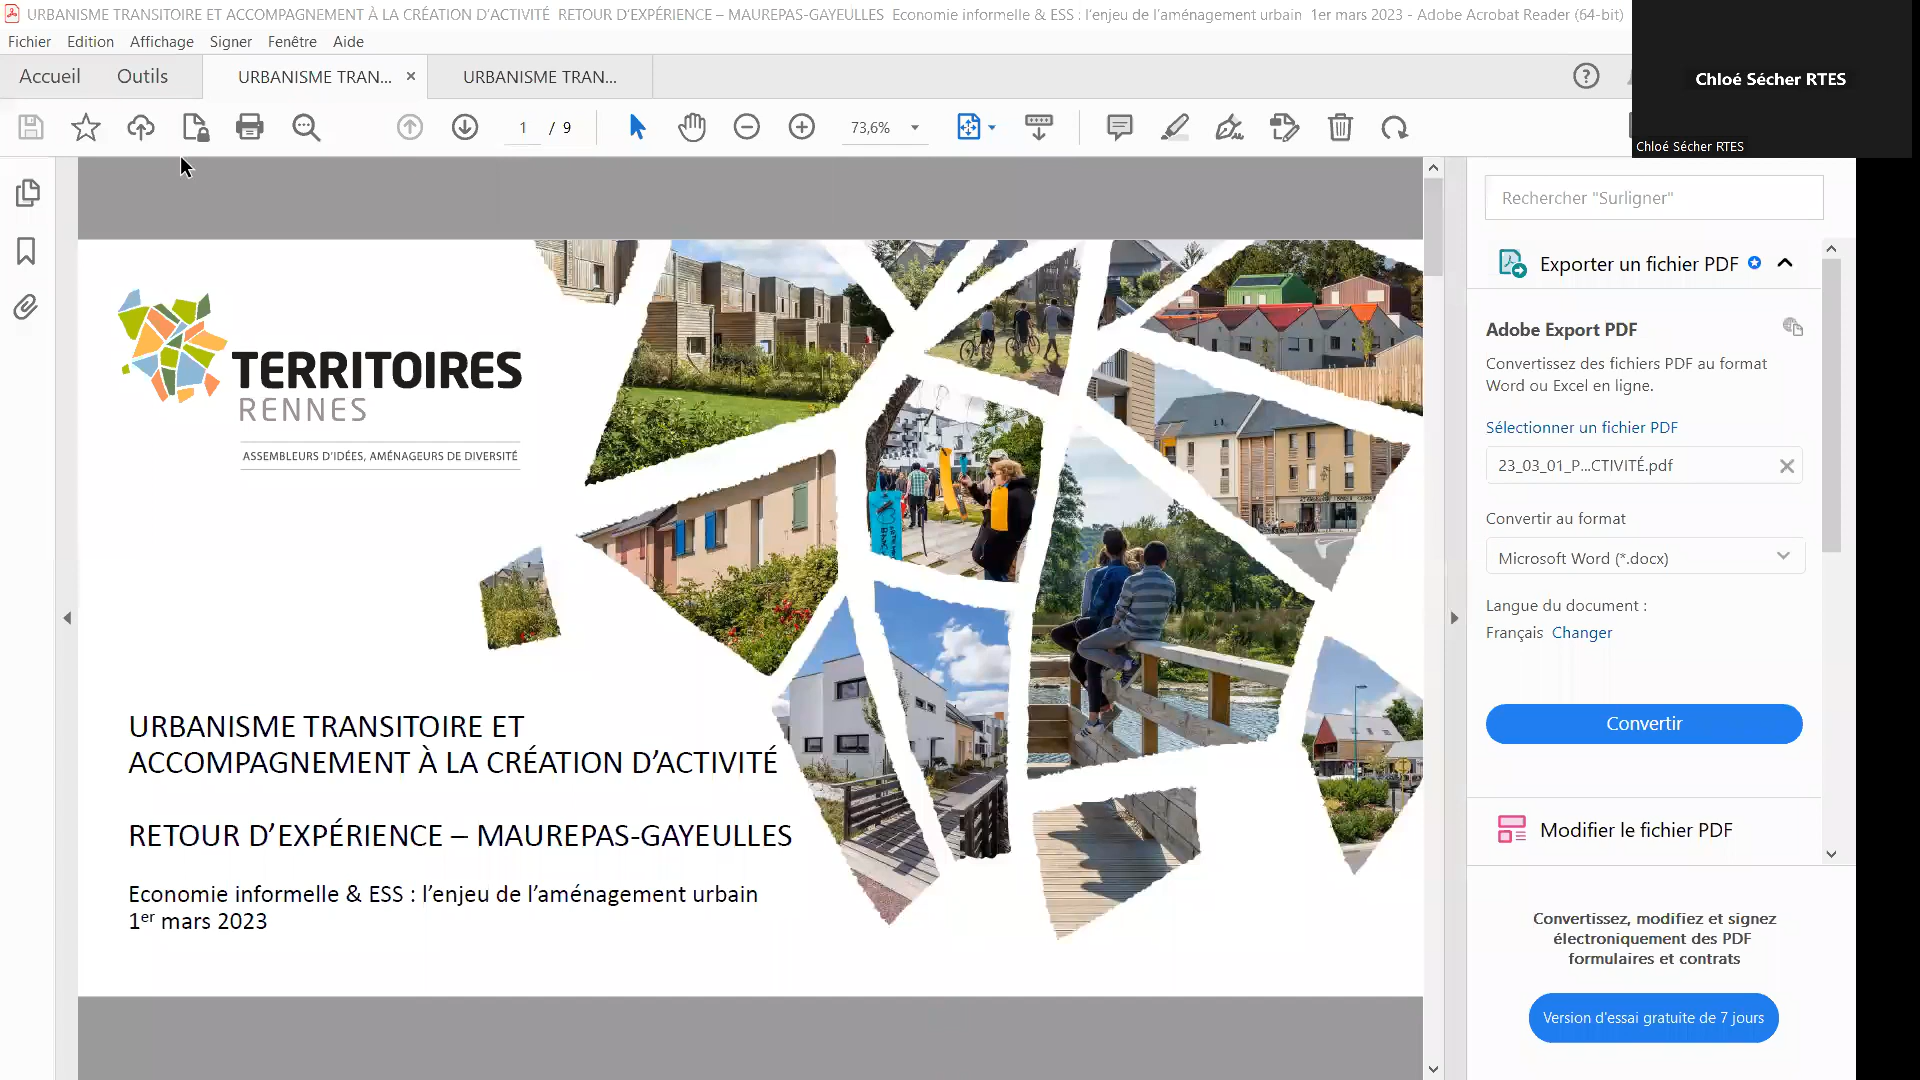 URBANISME TRANSITOIRE ET ACCOMPAGNEMENT À LA CRÉATION D'ACTIVITÉ  RETOUR D'EXPÉRIENCE – MAUREPAS-GAYEULLES  Economie informelle & ESS : l'enjeu de l'aménagement urbain  1er mars 2023 - Adobe Acrobat Reader (64-bit)
Fichier Edition Affichage Signer Fenêtre Aide
Accueil Outils URBANISME TRAN... × URBANISME TRAN...
1 / 9 73,6%
Chloé Sécher RTES
Chloé Sécher RTES
TERRITOIRES
RENNES
ASSEMBLEURS D'IDÉES, AMÉNAGEURS DE DIVERSITÉ
URBANISME TRANSITOIRE ET
ACCOMPAGNEMENT À LA CRÉATION D'ACTIVITÉ
RETOUR D'EXPÉRIENCE – MAUREPAS-GAYEULLES
Economie informelle & ESS : l'enjeu de l'aménagement urbain
1er mars 2023
Rechercher "Surligner"
Exporter un fichier PDF
Adobe Export PDF
Convertissez des fichiers PDF au format
Word ou Excel en ligne.
Sélectionner un fichier PDF
23_03_01_P...CTIVITÉ.pdf
Convertir au format
Microsoft Word (*.docx)
Langue du document :
Français Changer
Convertir
Modifier le fichier PDF
Convertissez, modifiez et signez
électroniquement des PDF
formulaires et contrats
Version d'essai gratuite de 7 jours